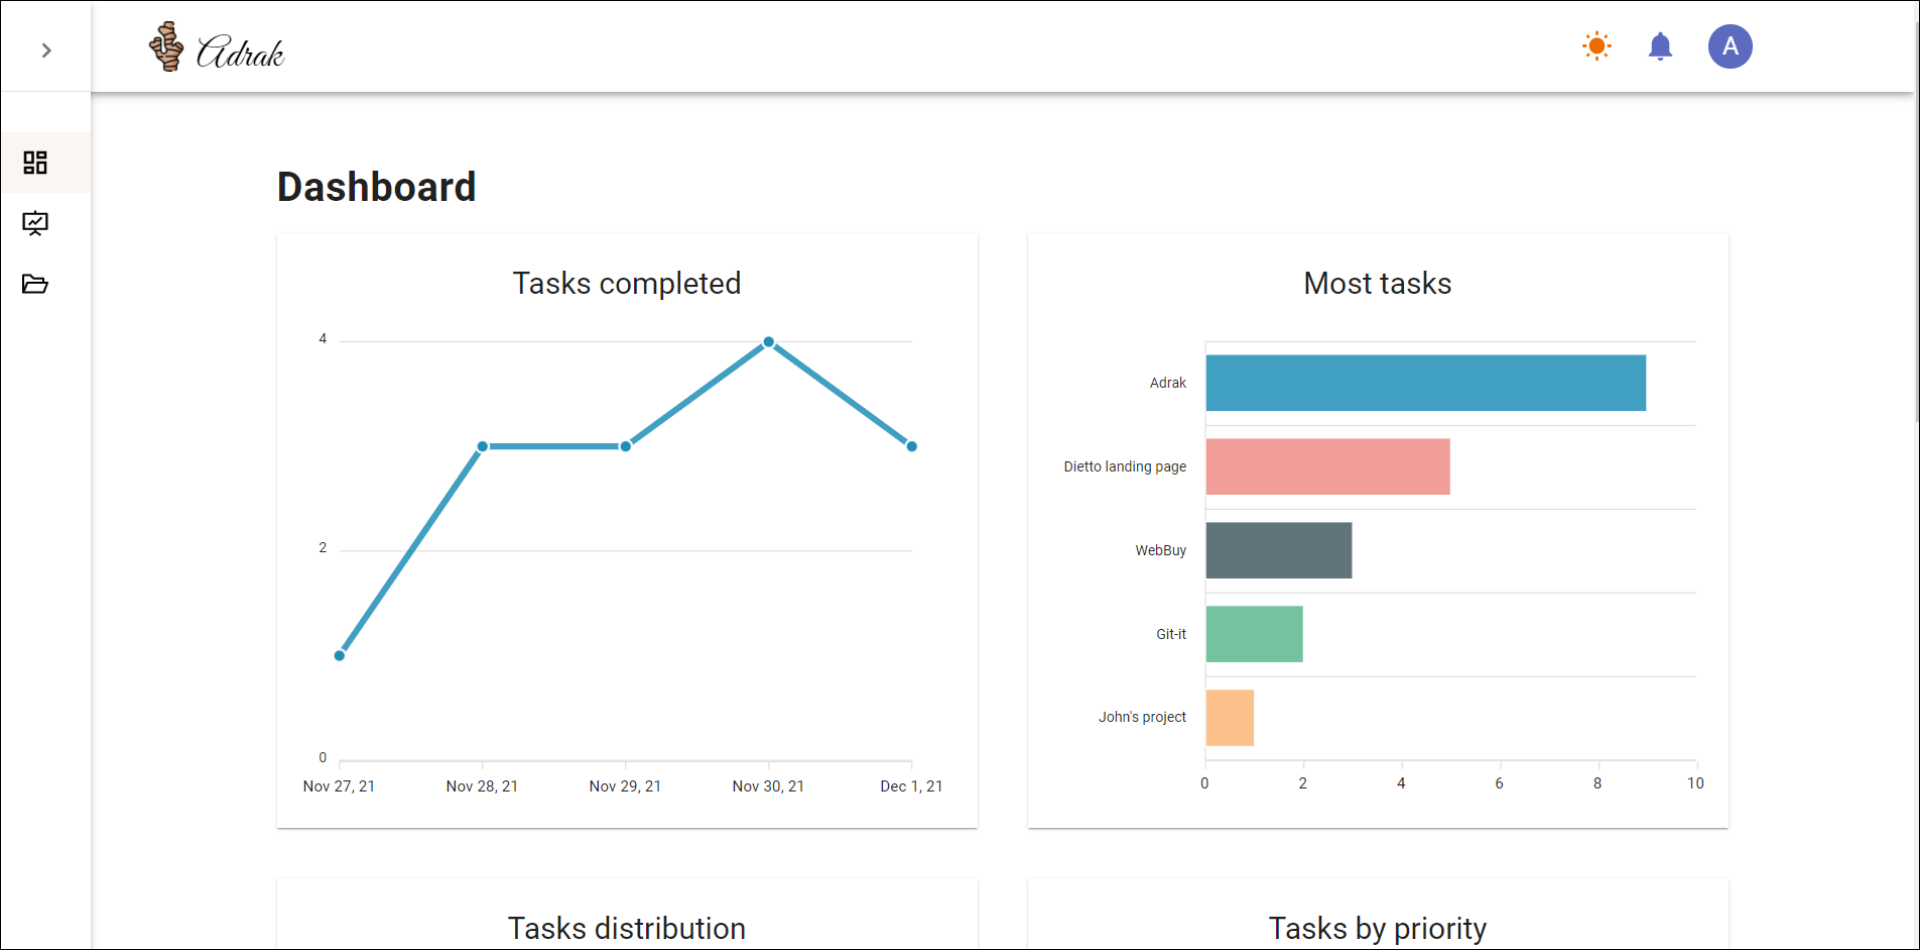 Adrak
A
Dashboard
Tasks completed
4
2
0
Nov 27, 21
Nov 28, 21
Nov 29, 21
Nov 30, 21
Dec 1, 21
Most tasks
Adrak
Dietto landing page
WebBuy
Git-it
John's project
0
2
4
6
8
10
Tasks distribution
Tasks by priority